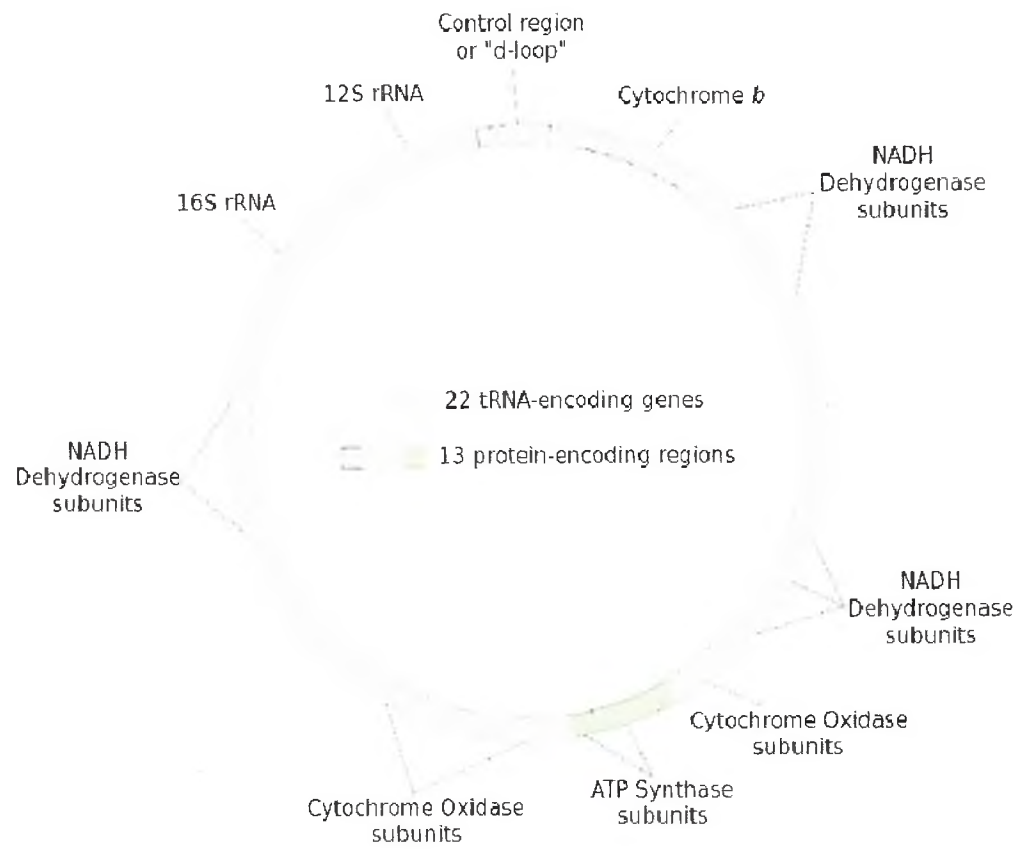 Control region
or "d-loop"
12S rRNA
Cytochrome b
NADH
Dehydrogenase
subunits
16S rRNA
22 tRNA-encoding genes
13 protein-encoding regions
NADH
Dehydrogenase
subunits
NADH
Dehydrogenase
subunits
Cytochrome Oxidase
subunits
ATP Synthase
subunits
Cytochrome Oxidase
subunits